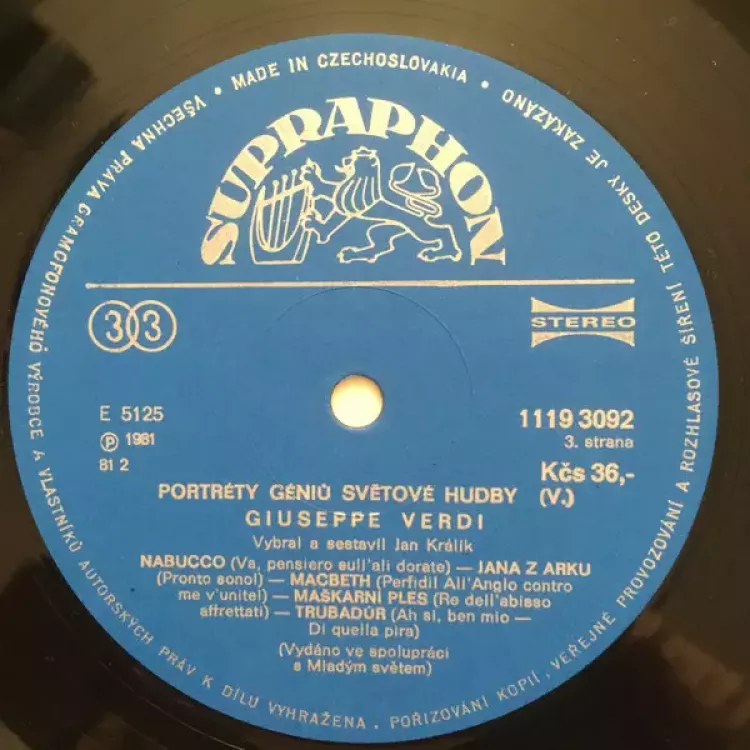 VŠECHNA PRÁVA GRAMOFONOVÉHO VÝROBCE A VLASTNÍKŮ AUTORSKÝCH PRÁV K DÍLU VYHRAŽENA. POŘIZOVÁNÍ KOPIÍ, VEŘEJNÉ PROVOZOVÁNÍ A ROZHLASOVÉ ŠÍŘENÍ TÉTO DESKY JE ZAKÁZÁNO • MADE IN CZECHOSLOVAKIA •
SUPRAPHON
33
STEREO
E 5125
1119 3092
℗ 1981
3. strana
81 2
Kčs 36,-
PORTRÉTY GÉNIŮ SVĚTOVÉ HUDBY (V.)
GIUSEPPE VERDI
Vybral a sestavil Jan Králík
NABUCCO (Va, pensiero sull'ali dorate) — JANA Z ARKU
(Pronto sono!) — MACBETH (Perfidi! All'Anglo contro
me v'unite!) — MAŠKARNÍ PLES (Re dell'abisso
affrettati) — TRUBADÚR (Ah si, ben mio —
Di quella pira)
(Vydáno ve spolupráci
s Mladým světem)